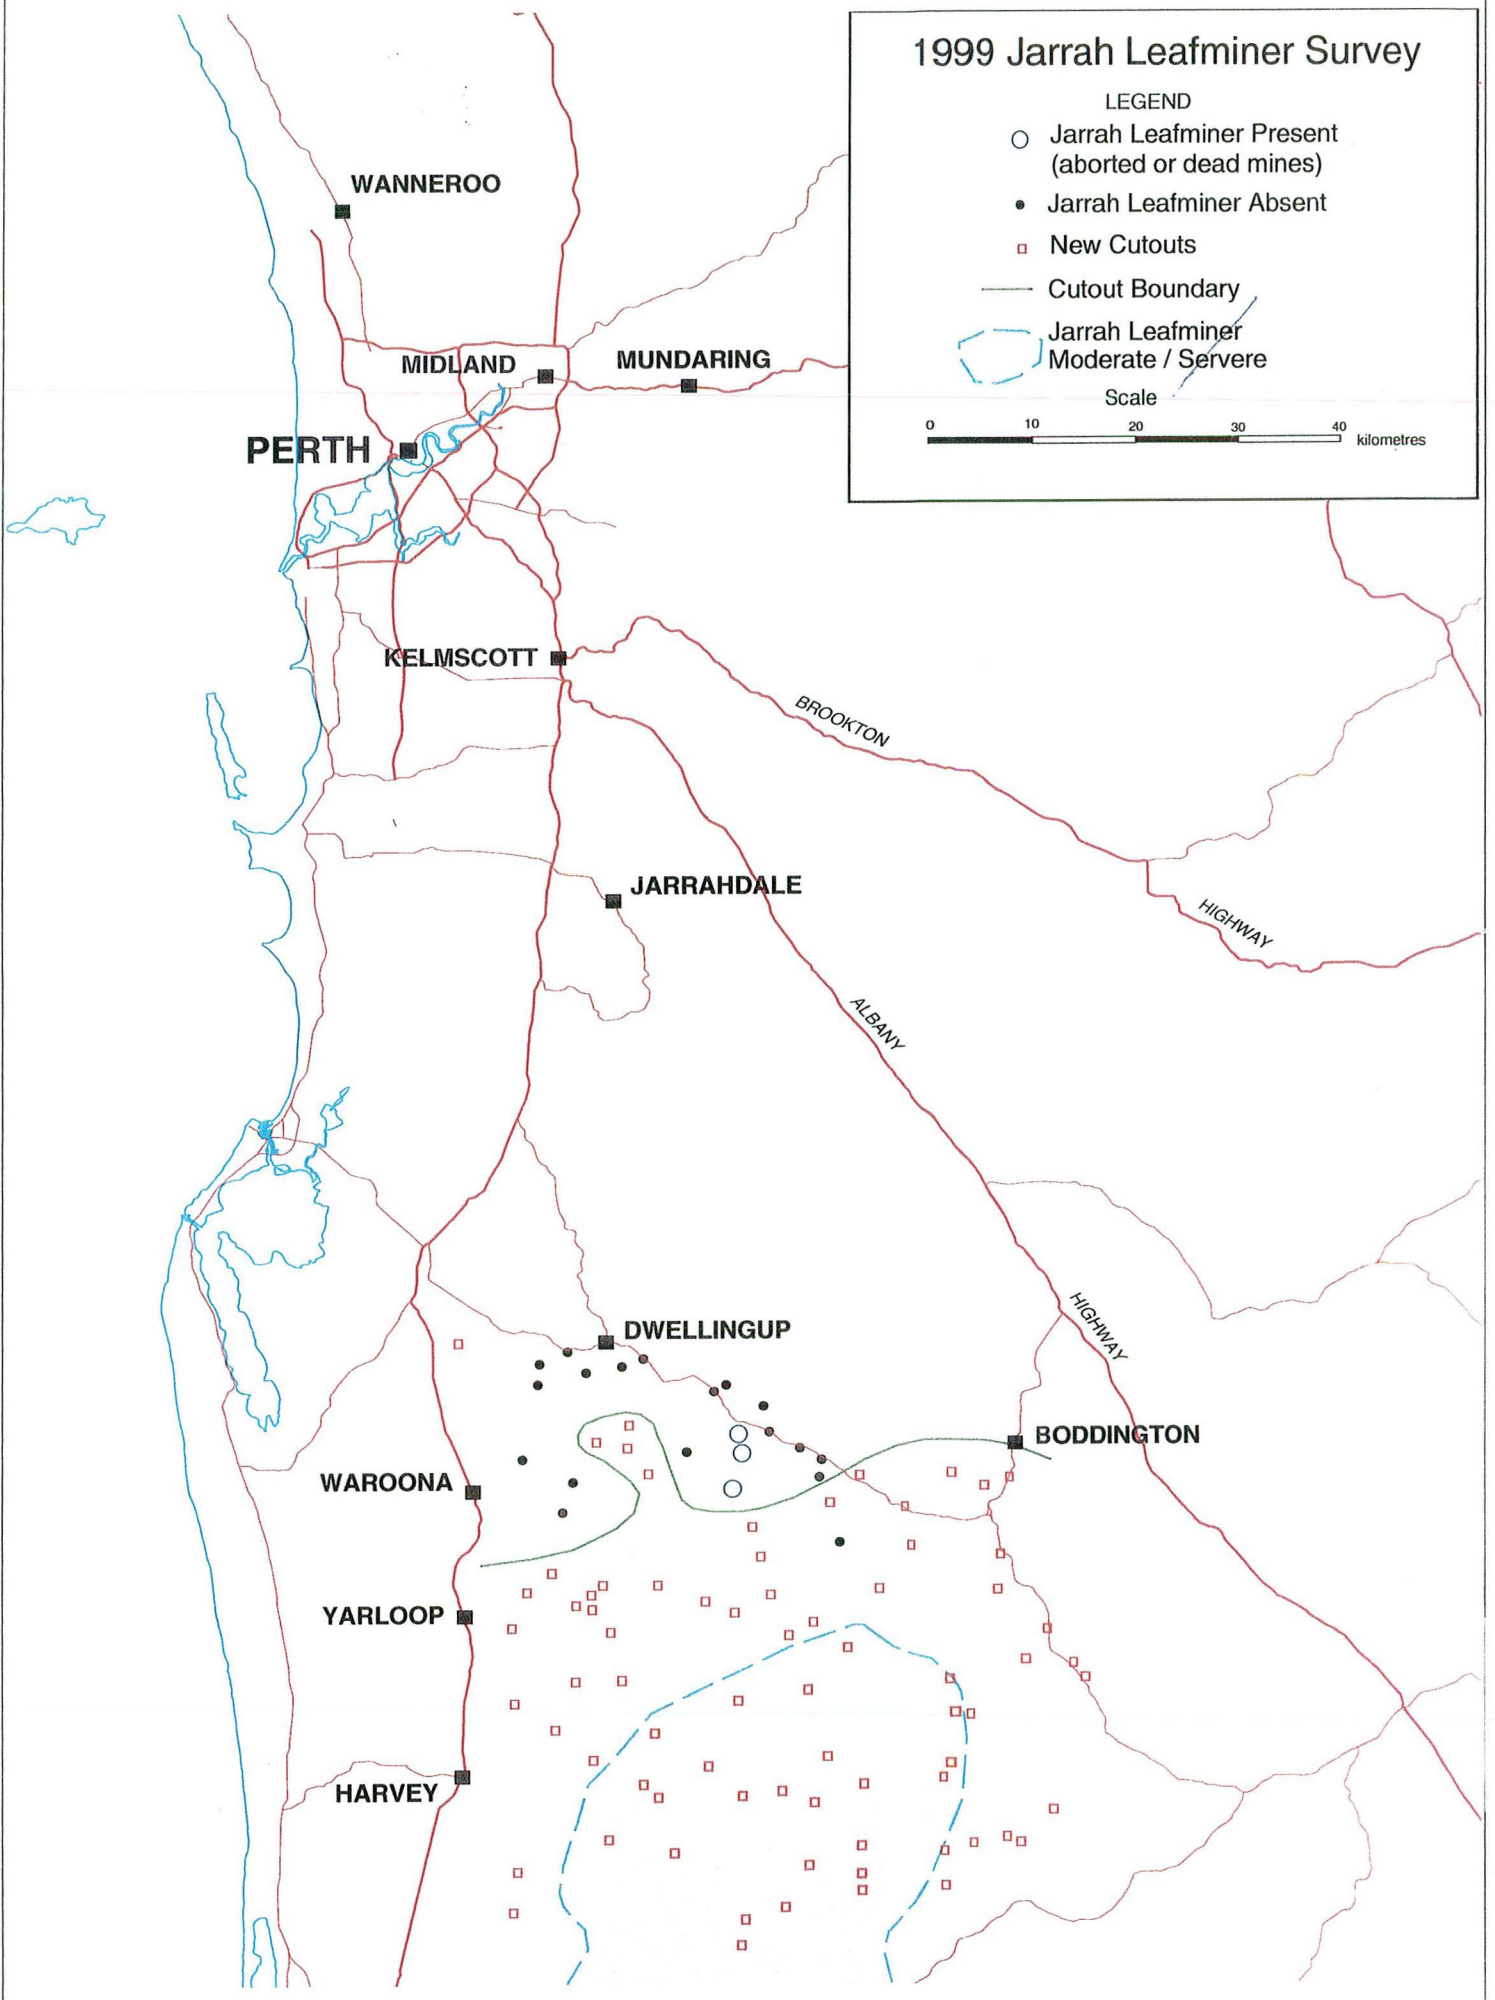 1999 Jarrah Leafminer Survey
LEGEND
Jarrah Leafminer Present
(aborted or dead mines)
Jarrah Leafminer Absent
New Cutouts
Cutout Boundary
Jarrah Leafminer
Moderate / Servere
Scale
0 10 20 30 40
kilometres
WANNEROO
MIDLAND
MUNDARING
PERTH
KELMSCOTT
BROOKTON
JARRAHDALE
HIGHWAY
ALBANY
HIGHWAY
DWELLINGUP
BODDINGTON
WAROONA
YARLOOP
HARVEY